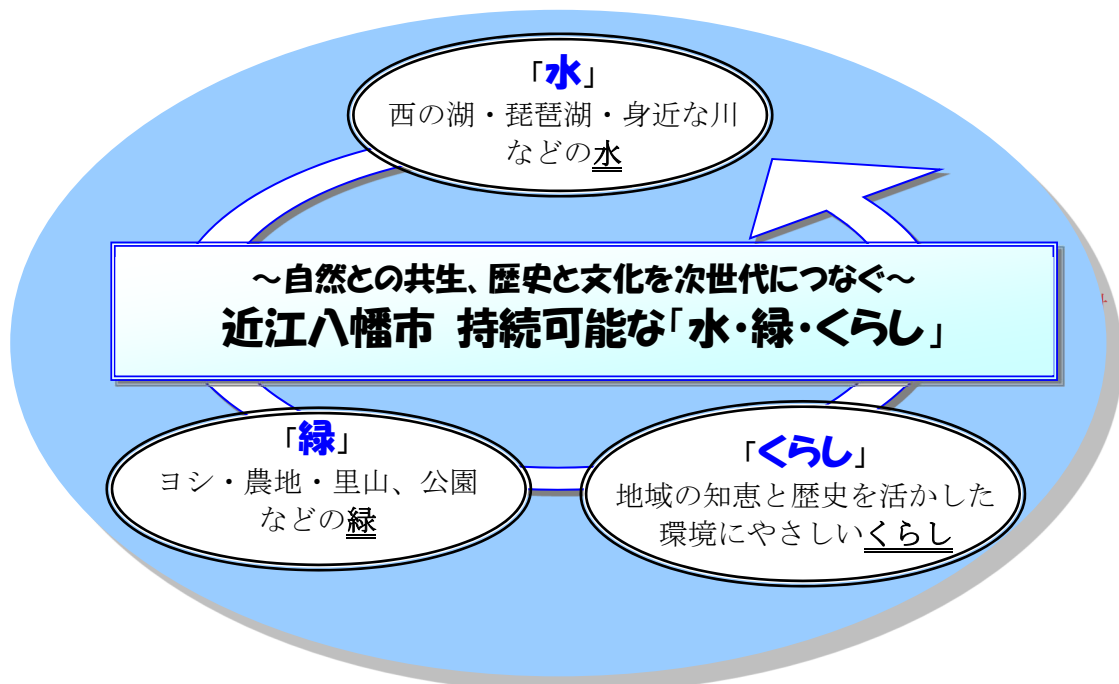 「水」
西の湖・琵琶湖・身近な川
などの水
～自然との共生、歴史と文化を次世代につなぐ～
近江八幡市 持続可能な「水・緑・くらし」
「緑」
ヨシ・農地・里山、公園
などの緑
「くらし」
地域の知恵と歴史を活かした
環境にやさしいくらし